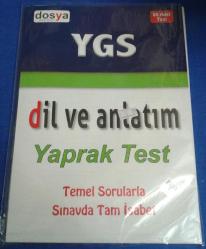 dosya
YGS
dil ve anlatım
Yaprak Test
Temel Sorularla
Sınavda Tam İsabet